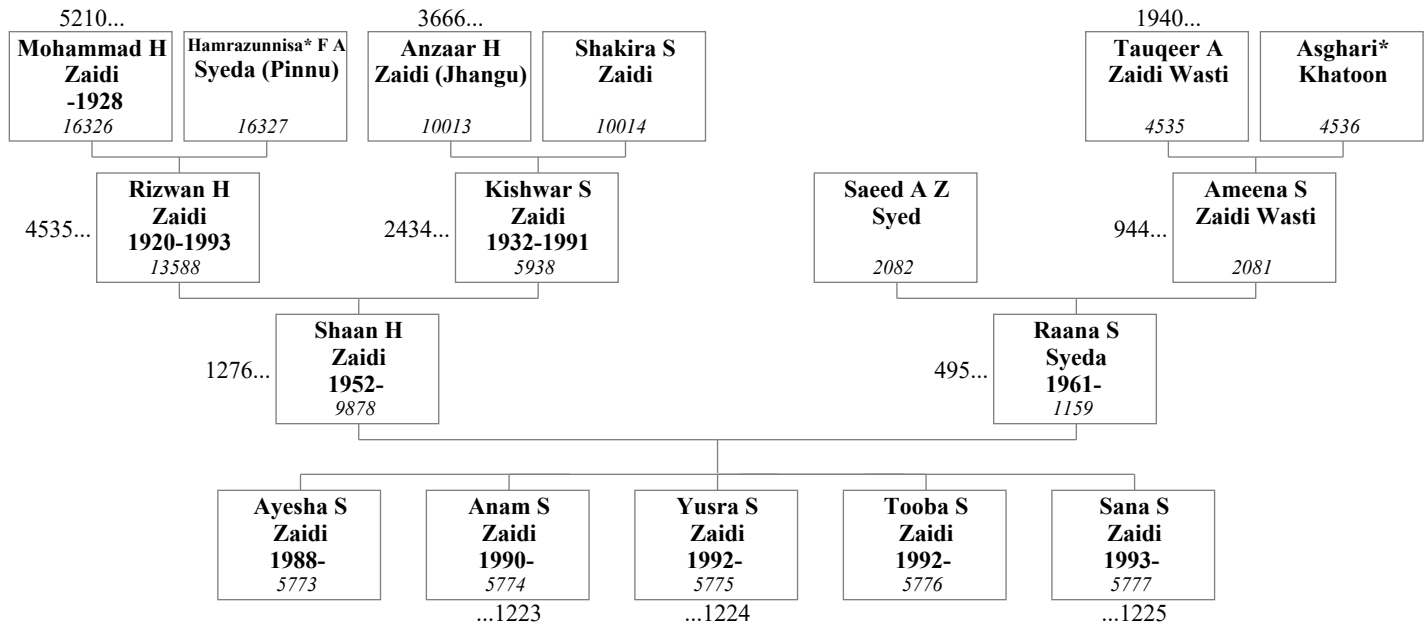 5210...
3666...
1940...
Mohammad H
Zaidi
-1928
16326
Hamrazunnisa* F A
Syeda (Pinnu)
16327
Anzaar H
Zaidi (Jhangu)
10013
Shakira S
Zaidi
10014
Tauqeer A
Zaidi Wasti
4535
Asghari*
Khatoon
4536
4535...
Rizwan H
Zaidi
1920-1993
13588
2434...
Kishwar S
Zaidi
1932-1991
5938
Saeed A Z
Syed
2082
944...
Ameena S
Zaidi Wasti
2081
1276...
Shaan H
Zaidi
1952-
9878
495...
Raana S
Syeda
1961-
1159
Ayesha S
Zaidi
1988-
5773
Anam S
Zaidi
1990-
5774
...1223
Yusra S
Zaidi
1992-
5775
...1224
Tooba S
Zaidi
1992-
5776
Sana S
Zaidi
1993-
5777
...1225